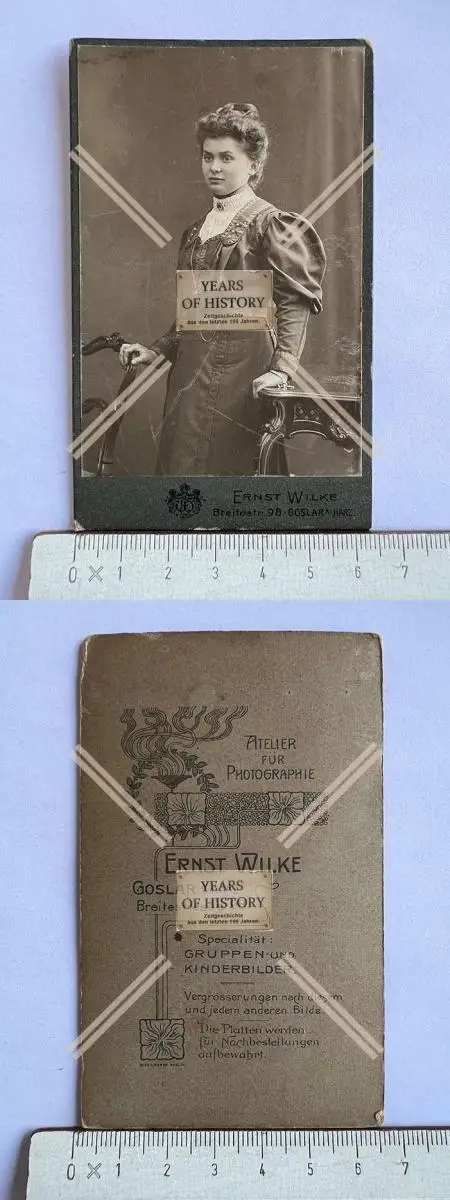 YEARS
OF HISTORY
Zeitgeschichte
aus den letzten 100 Jahren.
ERNST WILKE
Breitestr. 98. GOSLAR A/HARZ.
0 1 2 3 4 5 6 7
ATELIER
FÜR
PHOTOGRAPHIE
ERNST WILKE
GOSLAR
YEARS
OF HISTORY
Zeitgeschichte
aus den letzten 100 Jahren.
Specialität:
GRUPPEN- UND
KINDERBILDER.
Vergrösserungen nach diesem
und jedem anderen Bilde.
Die Platten werden
für Nachbestellungen
aufbewahrt.
0 1 2 3 4 5 6 7